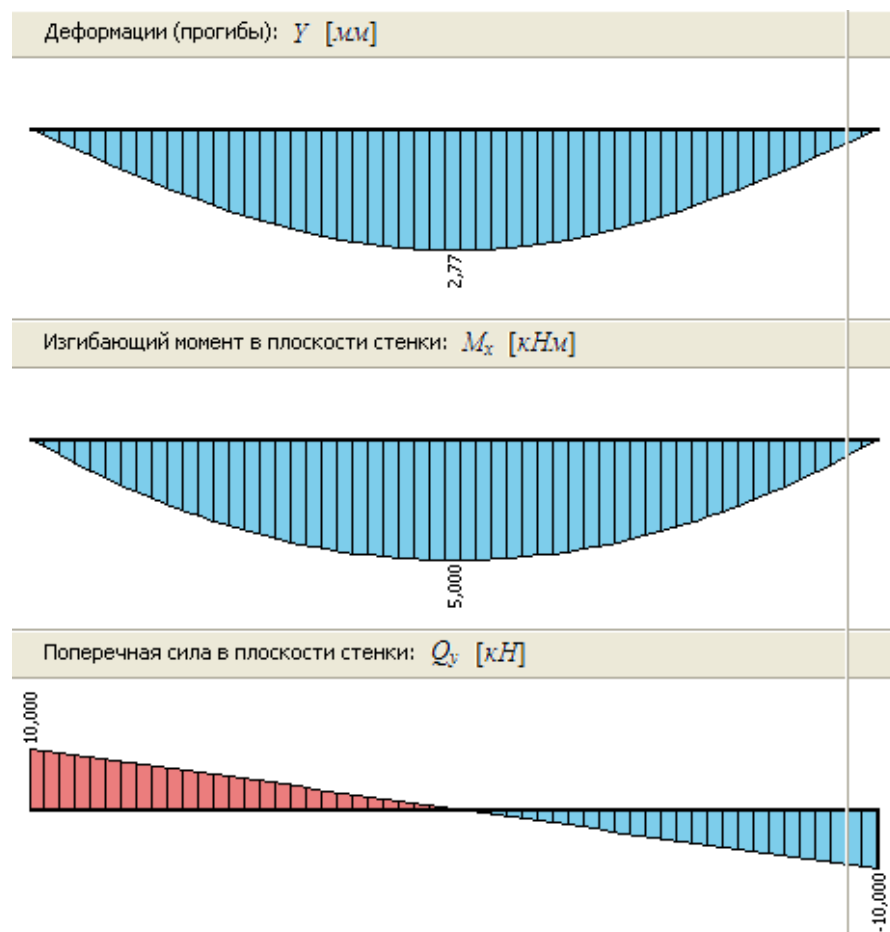 Деформации (прогибы): Y [мм]
2,77
Изгибающий момент в плоскости стенки: Mx [кНм]
5,000
Поперечная сила в плоскости стенки: Qy [кН]
10,000
-10,000